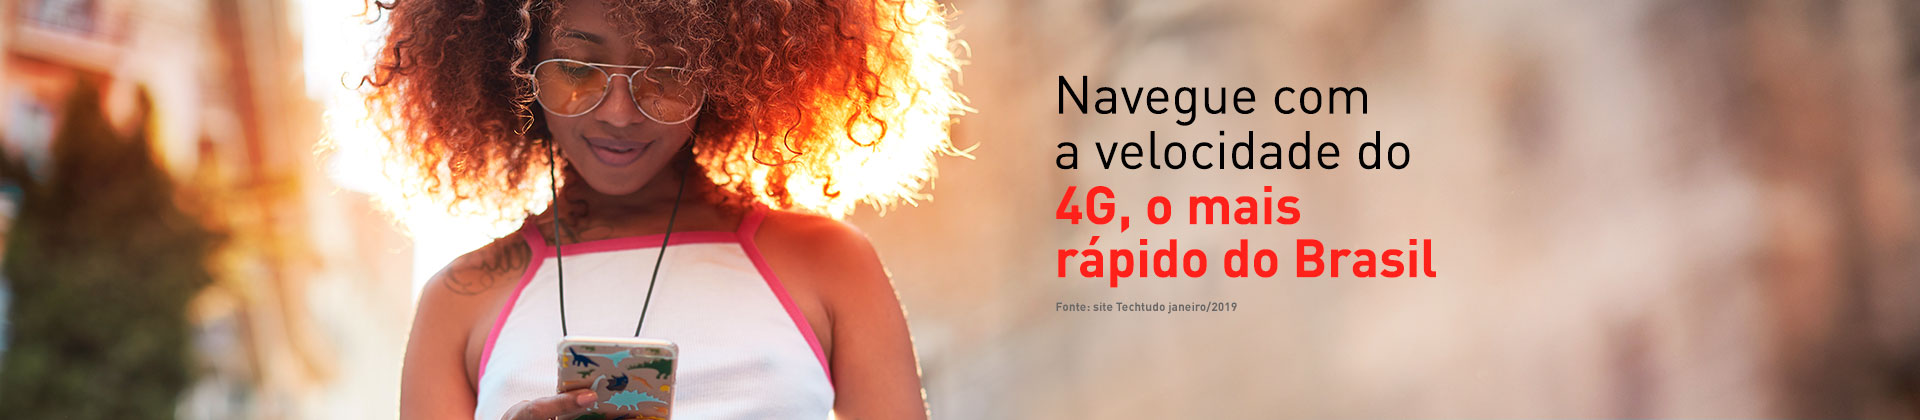 Navegue com
a velocidade do
4G, o mais
rápido do Brasil
Fonte: site Techtudo janeiro/2019